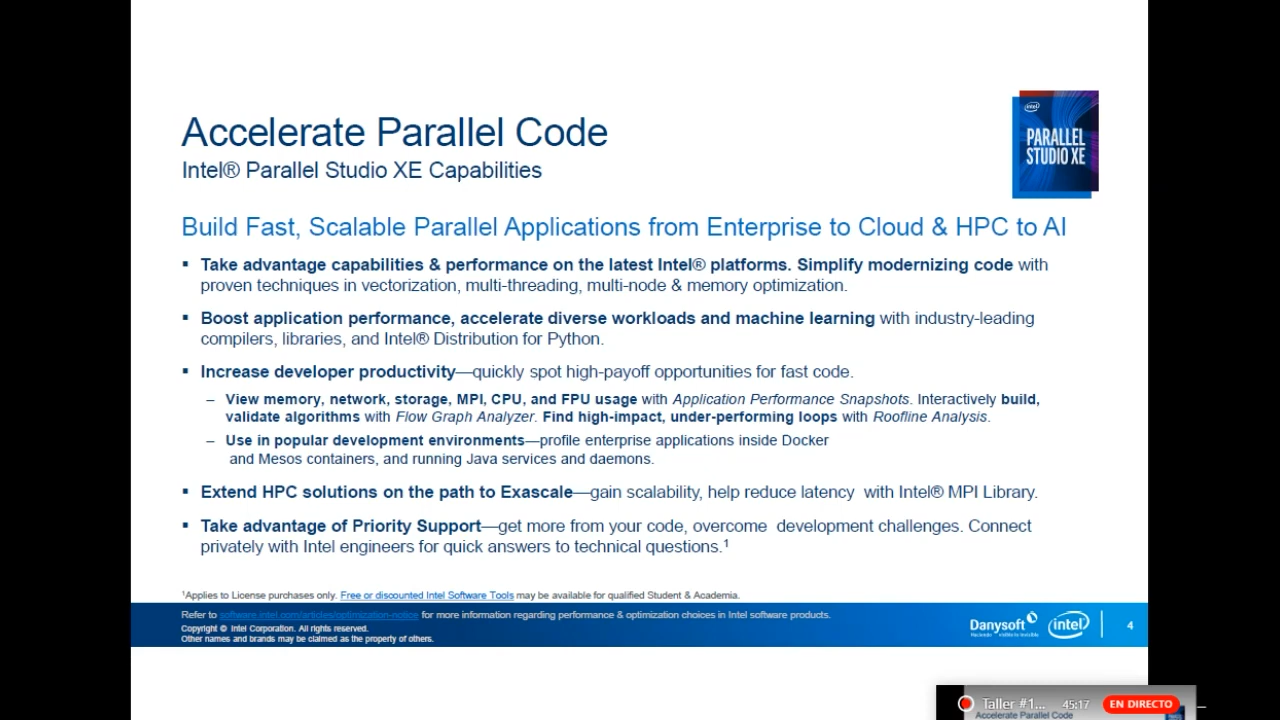 Accelerate Parallel Code
Intel® Parallel Studio XE Capabilities
intel
PARALLEL
STUDIO XE
Build Fast, Scalable Parallel Applications from Enterprise to Cloud & HPC to AI
▪ Take advantage capabilities & performance on the latest Intel® platforms. Simplify modernizing code with
proven techniques in vectorization, multi-threading, multi-node & memory optimization.
▪ Boost application performance, accelerate diverse workloads and machine learning with industry-leading
compilers, libraries, and Intel® Distribution for Python.
▪ Increase developer productivity—quickly spot high-payoff opportunities for fast code.
– View memory, network, storage, MPI, CPU, and FPU usage with Application Performance Snapshots. Interactively build,
validate algorithms with Flow Graph Analyzer. Find high-impact, under-performing loops with Roofline Analysis.
– Use in popular development environments—profile enterprise applications inside Docker
and Mesos containers, and running Java services and daemons.
▪ Extend HPC solutions on the path to Exascale—gain scalability, help reduce latency with Intel® MPI Library.
▪ Take advantage of Priority Support—get more from your code, overcome development challenges. Connect
privately with Intel engineers for quick answers to technical questions.¹
¹Applies to License purchases only. Free or discounted Intel Software Tools may be available for qualified Student & Academia.
Refer to software.intel.com/articles/optimization-notice for more information regarding performance & optimization choices in Intel software products.
Copyright © Intel Corporation. All rights reserved.
Other names and brands may be claimed as the property of others.
Danysoft
Haciendo visible lo invisible
intel
4
Taller #1... 45:17 EN DIRECTO
Accelerate Parallel Code